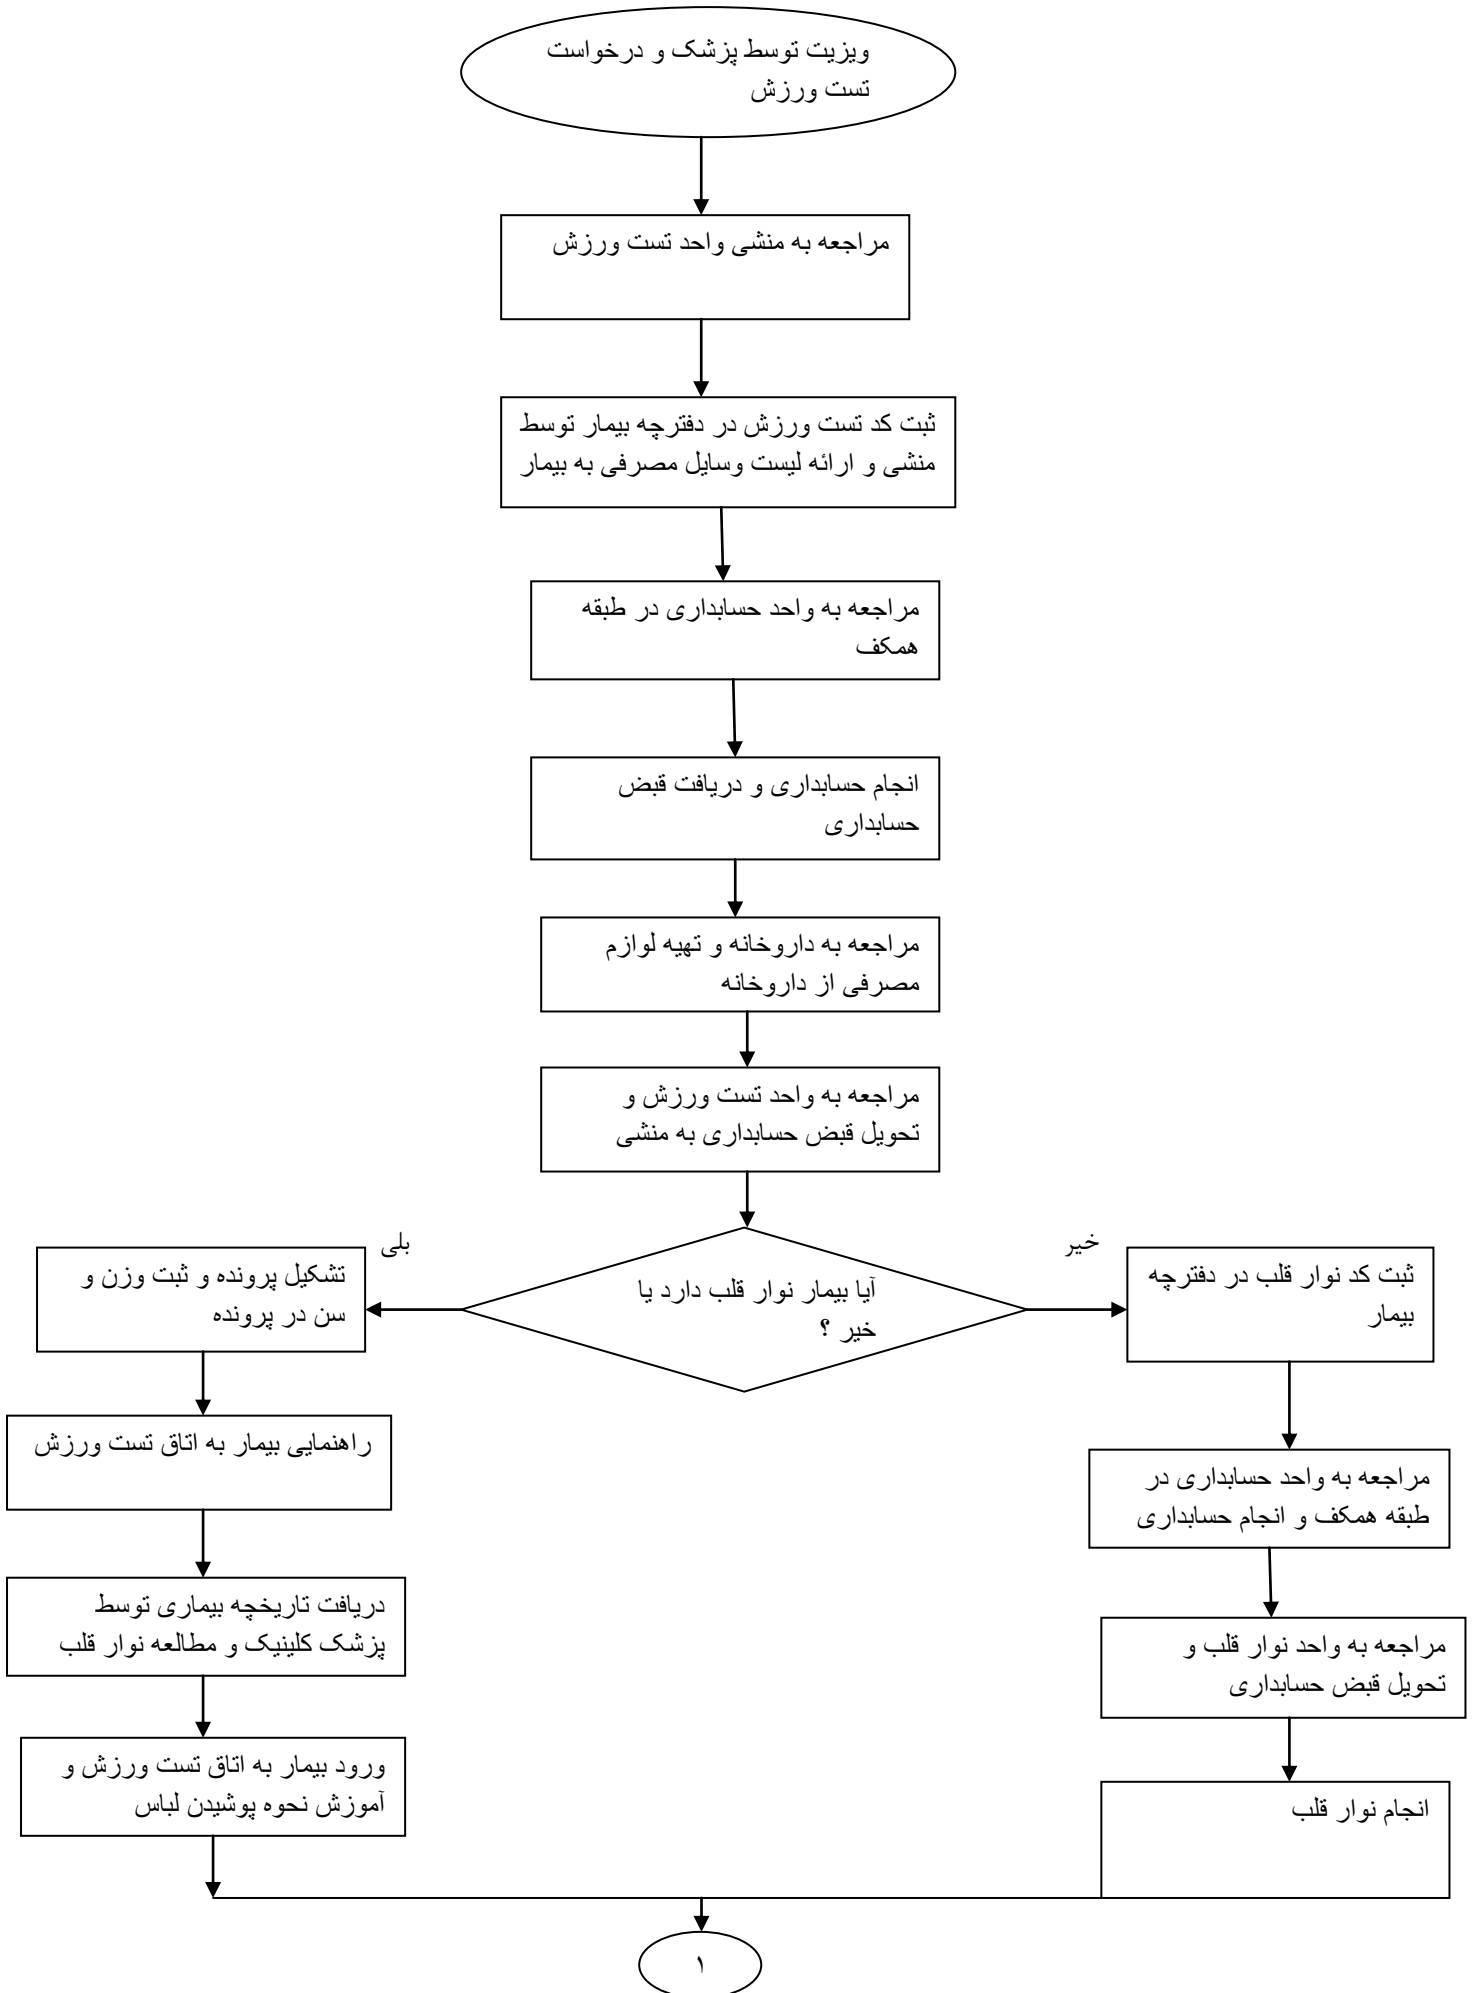 ویزیت توسط پزشک و درخواست
تست ورزش
مراجعه به منشی واحد تست ورزش
ثبت کد تست ورزش در دفترچه بیمار توسط
منشی و ارائه لیست وسایل مصرفی به بیمار
مراجعه به واحد حسابداری در طبقه
همکف
انجام حسابداری و دریافت قبض
حسابداری
مراجعه به داروخانه و تهیه لوازم
مصرفی از داروخانه
مراجعه به واحد تست ورزش و
تحویل قبض حسابداری به منشی
آیا بیمار نوار قلب دارد یا
خیر ؟
خیر
ثبت کد نوار قلب در دفترچه
بیمار
مراجعه به واحد حسابداری در
طبقه همکف و انجام حسابداری
مراجعه به واحد نوار قلب و
تحویل قبض حسابداری
انجام نوار قلب
بلی
تشکیل پرونده و ثبت وزن و
سن در پرونده
راهنمایی بیمار به اتاق تست ورزش
دریافت تاریخچه بیماری توسط
پزشک کلینیک و مطالعه نوار قلب
ورود بیمار به اتاق تست ورزش و
آموزش نحوه پوشیدن لباس
۱